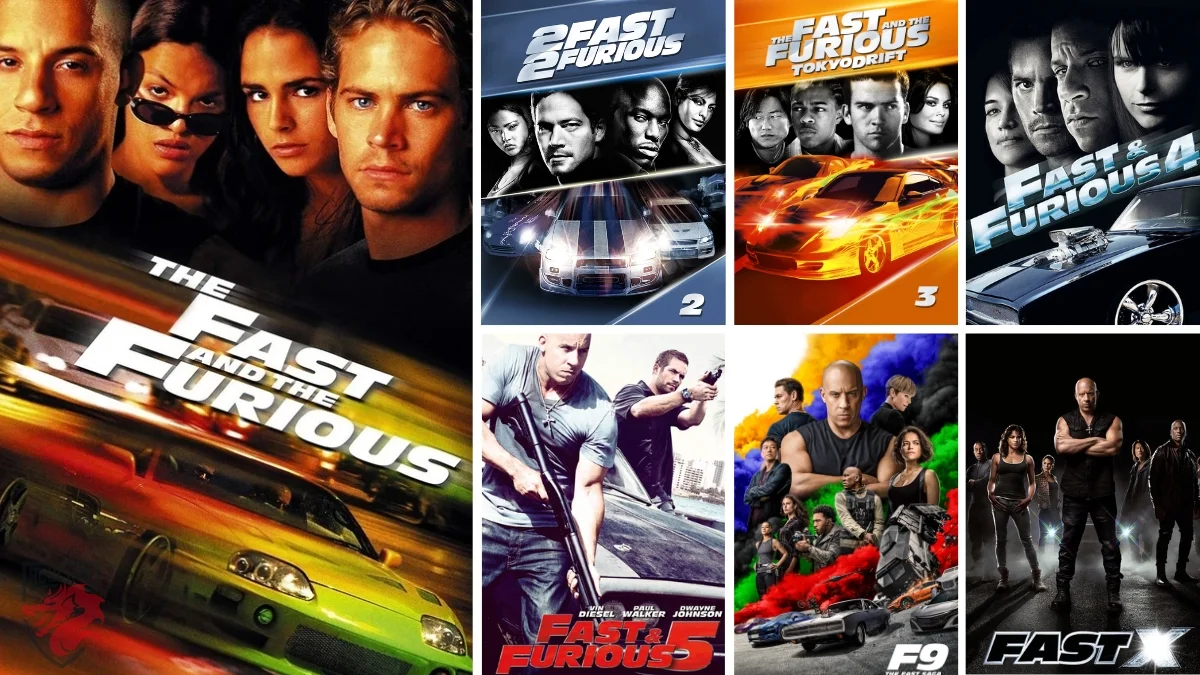 THE
FAST
AND THE
FURIOUS
2FAST
2FURIOUS
2
THE FAST AND THE
FURIOUS
TOKYO DRIFT
3
FAST &
FURIOUS 4
VIN DIESEL PAUL WALKER DWAYNE JOHNSON
FAST &
FURIOUS 5
F9
THE FAST SAGA
FAST X